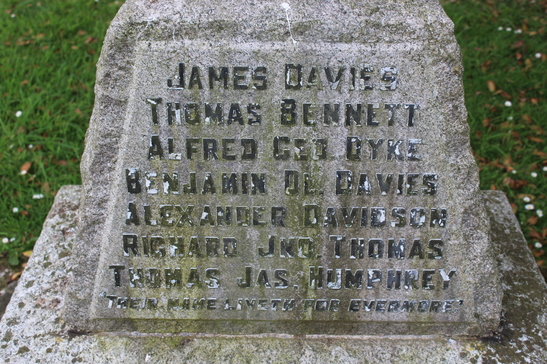 JAMES DAVIES
THOMAS BENNETT
ALFRED GEO. DYKE
BENJAMIN DL. DAVIES
ALEXANDER DAVIDSON
RICHARD JNO. THOMAS
THOMAS JAS. HUMPHREY
"THEIR NAME LIVETH FOR EVERMORE"